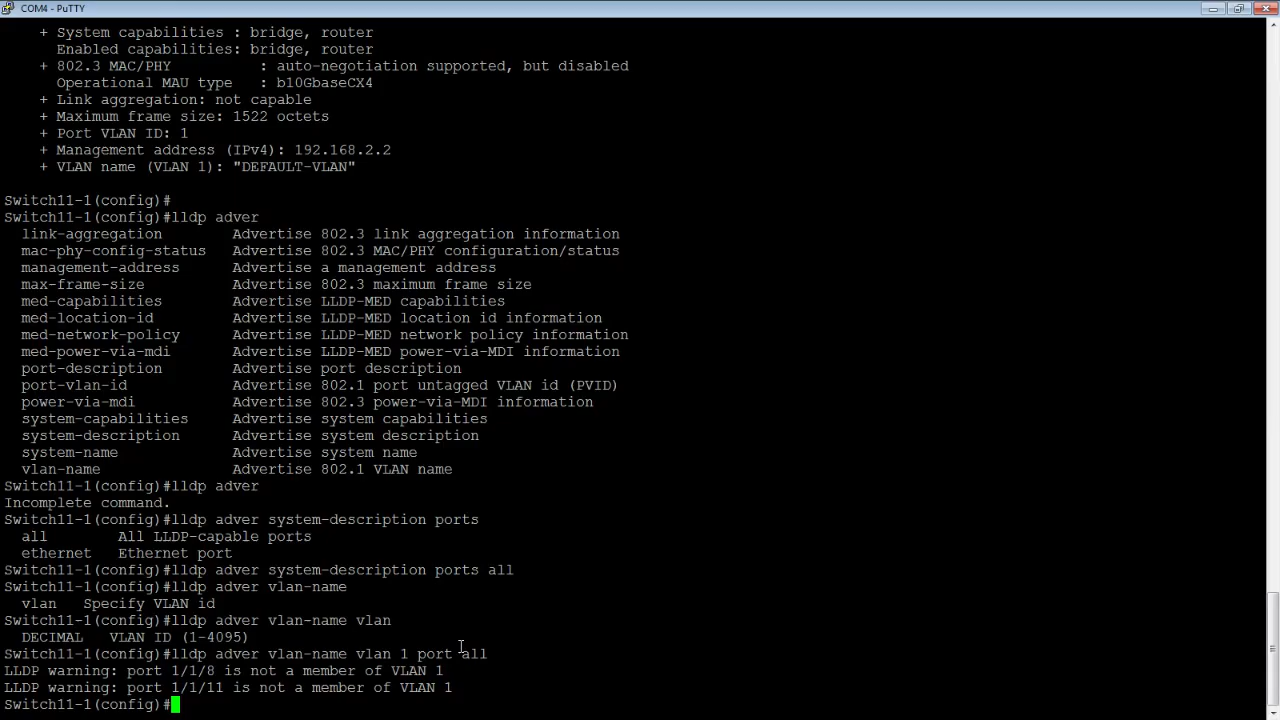 COM4 - PuTTY
+ System capabilities : bridge, router
Enabled capabilities: bridge, router
+ 802.3 MAC/PHY : auto-negotiation supported, but disabled
Operational MAU type : b10GbaseCX4
+ Link aggregation: not capable
+ Maximum frame size: 1522 octets
+ Port VLAN ID: 1
+ Management address (IPv4): 192.168.2.2
+ VLAN name (VLAN 1): "DEFAULT-VLAN"
Switch11-1(config)#
Switch11-1(config)#lldp adver
link-aggregation Advertise 802.3 link aggregation information
mac-phy-config-status Advertise 802.3 MAC/PHY configuration/status
management-address Advertise a management address
max-frame-size Advertise 802.3 maximum frame size
med-capabilities Advertise LLDP-MED capabilities
med-location-id Advertise LLDP-MED location id information
med-network-policy Advertise LLDP-MED network policy information
med-power-via-mdi Advertise LLDP-MED power-via-MDI information
port-description Advertise port description
port-vlan-id Advertise 802.1 port untagged VLAN id (PVID)
power-via-mdi Advertise 802.3 power-via-MDI information
system-capabilities Advertise system capabilities
system-description Advertise system description
system-name Advertise system name
vlan-name Advertise 802.1 VLAN name
Switch11-1(config)#lldp adver
Incomplete command.
Switch11-1(config)#lldp adver system-description ports
all All LLDP-capable ports
ethernet Ethernet port
Switch11-1(config)#lldp adver system-description ports all
Switch11-1(config)#lldp adver vlan-name
vlan Specify VLAN id
Switch11-1(config)#lldp adver vlan-name vlan
DECIMAL VLAN ID (1-4095)
Switch11-1(config)#lldp adver vlan-name vlan 1 port all
LLDP warning: port 1/1/8 is not a member of VLAN 1
LLDP warning: port 1/1/11 is not a member of VLAN 1
Switch11-1(config)#